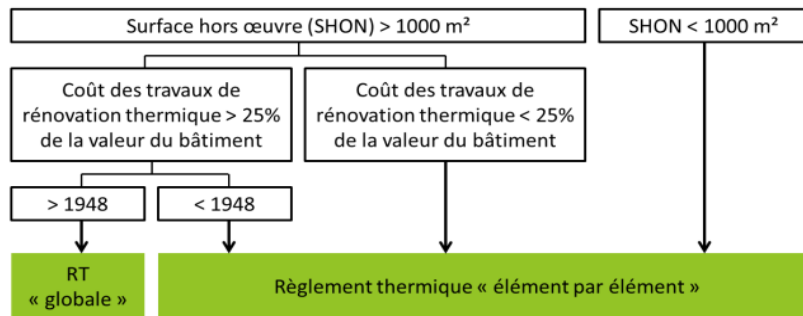 Surface hors œuvre (SHON) > 1000 m²
SHON < 1000 m²
Coût des travaux de
rénovation thermique > 25%
de la valeur du bâtiment
Coût des travaux de
rénovation thermique < 25%
de la valeur du bâtiment
> 1948
< 1948
RT
« globale »
Règlement thermique « élément par élément »